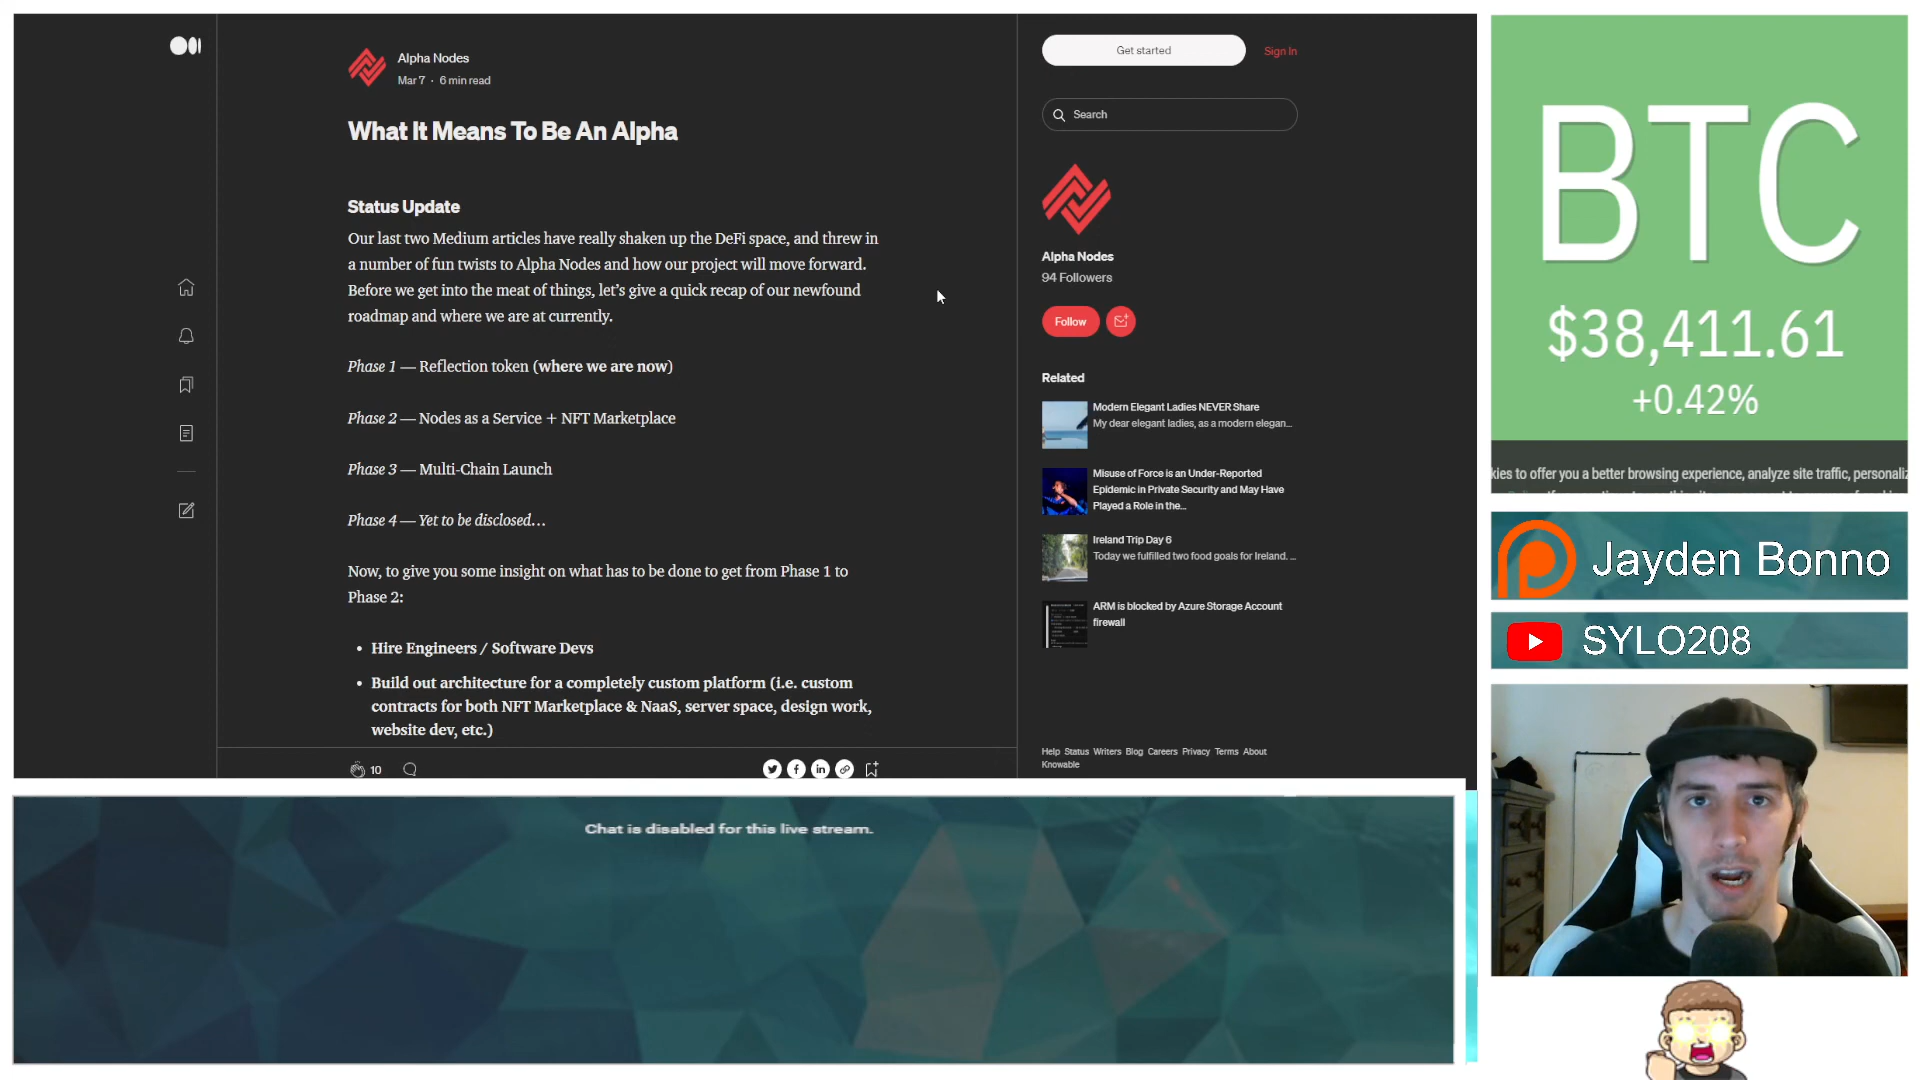 Alpha Nodes
Mar 7 · 6 min read
What It Means To Be An Alpha
Status Update
Our last two Medium articles have really shaken up the DeFi space, and threw in
a number of fun twists to Alpha Nodes and how our project will move forward.
Before we get into the meat of things, let’s give a quick recap of our newfound
roadmap and where we are at currently.
Phase 1 — Reflection token (where we are now)
Phase 2 — Nodes as a Service + NFT Marketplace
Phase 3 — Multi-Chain Launch
Phase 4 — Yet to be disclosed…
Now, to give you some insight on what has to be done to get from Phase 1 to
Phase 2:
• Hire Engineers / Software Devs
• Build out architecture for a completely custom platform (i.e. custom
contracts for both NFT Marketplace & NaaS, server space, design work,
website dev, etc.)
10
Get started
Sign In
Search
Alpha Nodes
94 Followers
Follow
Related
Modern Elegant Ladies NEVER Share
My dear elegant ladies, as a modern elegan…
Misuse of Force is an Under-Reported
Epidemic in Private Security and May Have
Played a Role in the…
Ireland Trip Day 6
Today we fulfilled two food goals for Ireland. …
ARM is blocked by Azure Storage Account
firewall
Help Status Writers Blog Careers Privacy Terms About
Knowable
BTC
$38,411.61
+0.42%
kies to offer you a better browsing experience, analyze site traffic, personaliz
Jayden Bonno
SYLO208
Chat is disabled for this live stream.